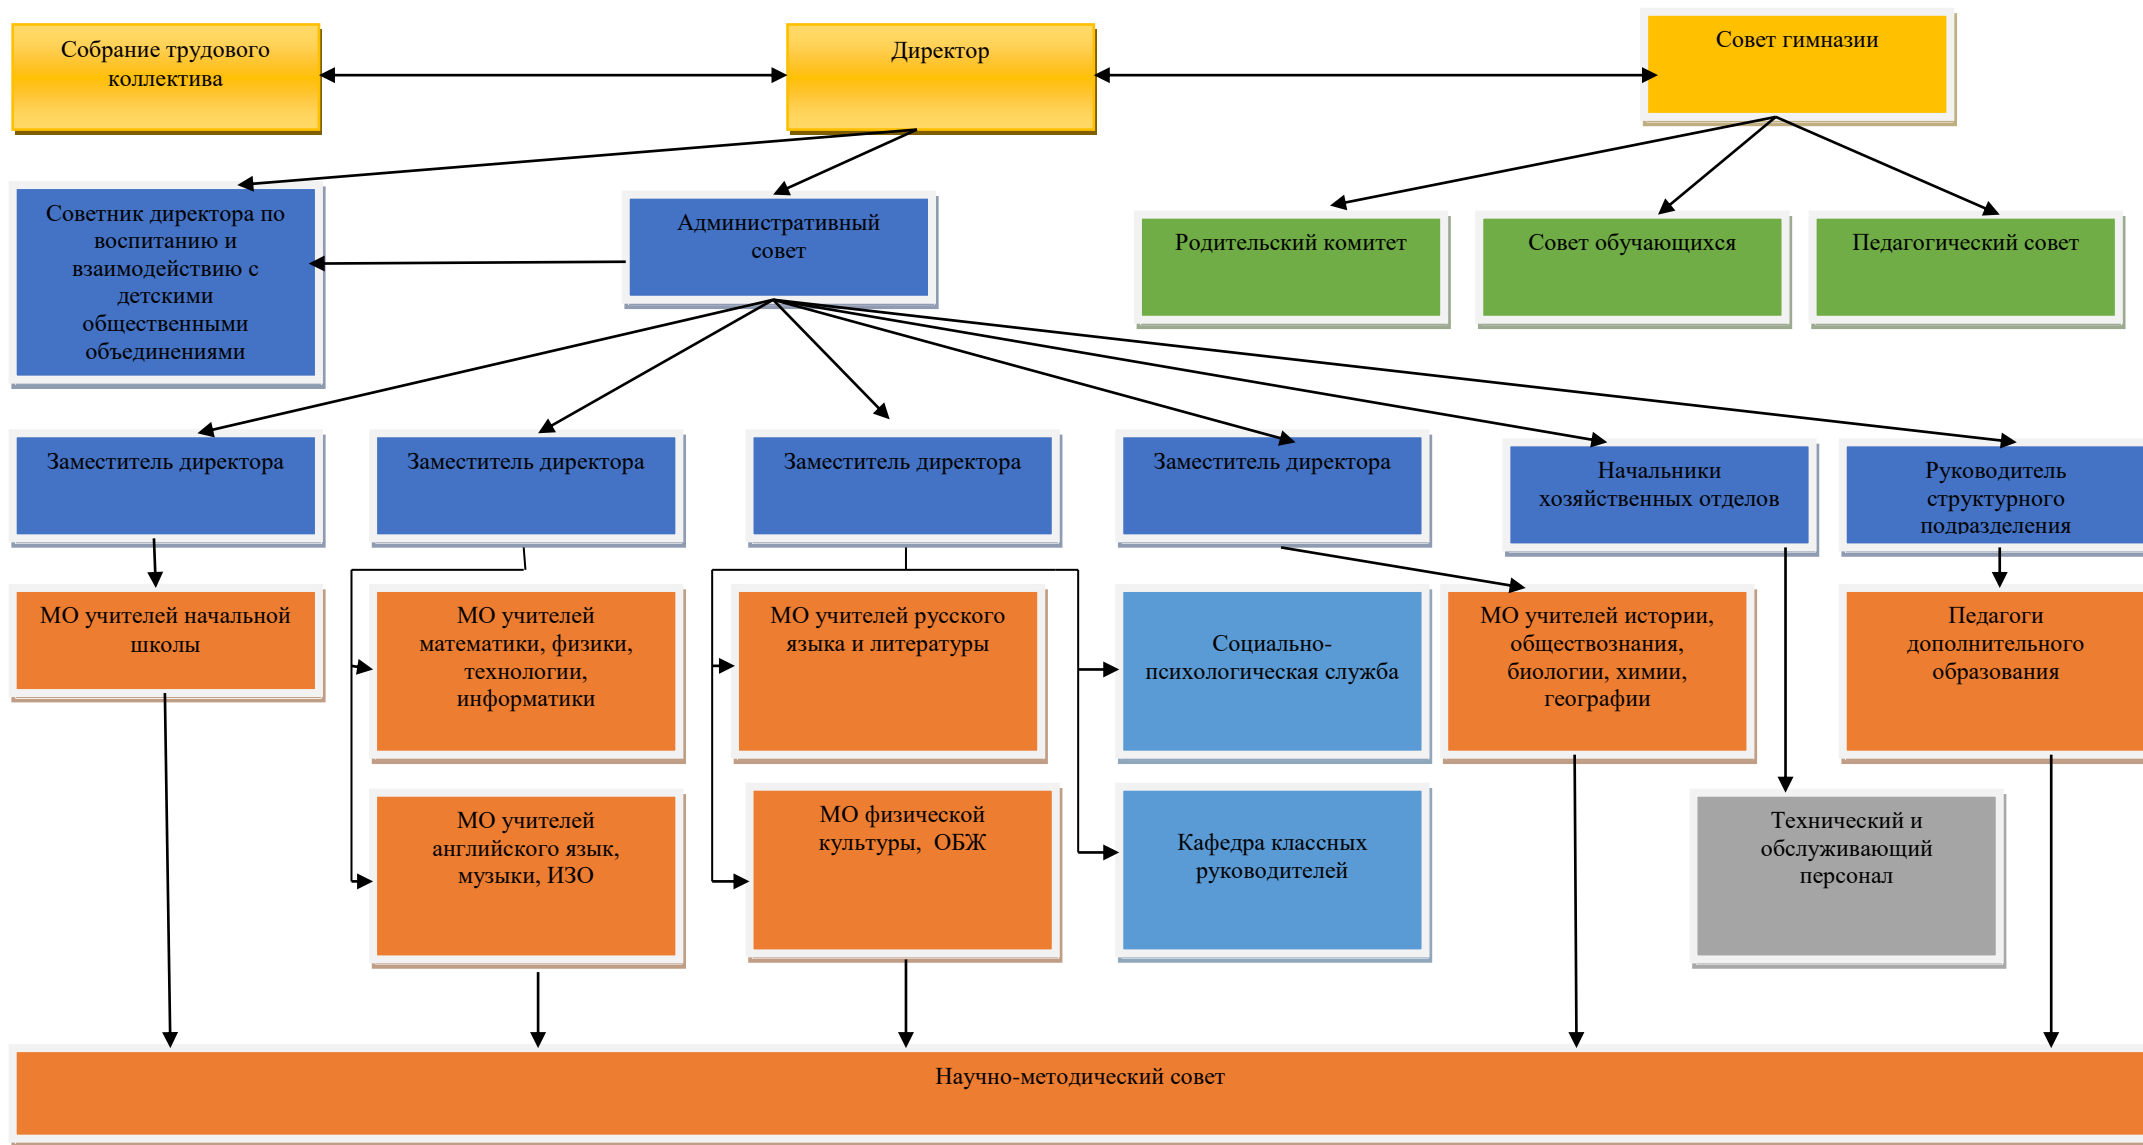 Собрание трудового
коллектива
Директор
Совет гимназии
Советник директора по
воспитанию и
взаимодействию с
детскими
общественными
объединениями
Административный
совет
Родительский комитет
Совет обучающихся
Педагогический совет
Заместитель директора
Заместитель директора
Заместитель директора
Заместитель директора
Начальники
хозяйственных отделов
Руководитель
структурного
подразделения
МО учителей начальной
школы
МО учителей
математики, физики,
технологии,
информатики
МО учителей русского
языка и литературы
Социально-
психологическая служба
МО учителей истории,
обществознания,
биологии, химии,
географии
Педагоги
дополнительного
образования
МО учителей
английского язык,
музыки, ИЗО
МО физической
культуры,  ОБЖ
Кафедра классных
руководителей
Технический и
обслуживающий
персонал
Научно-методический совет